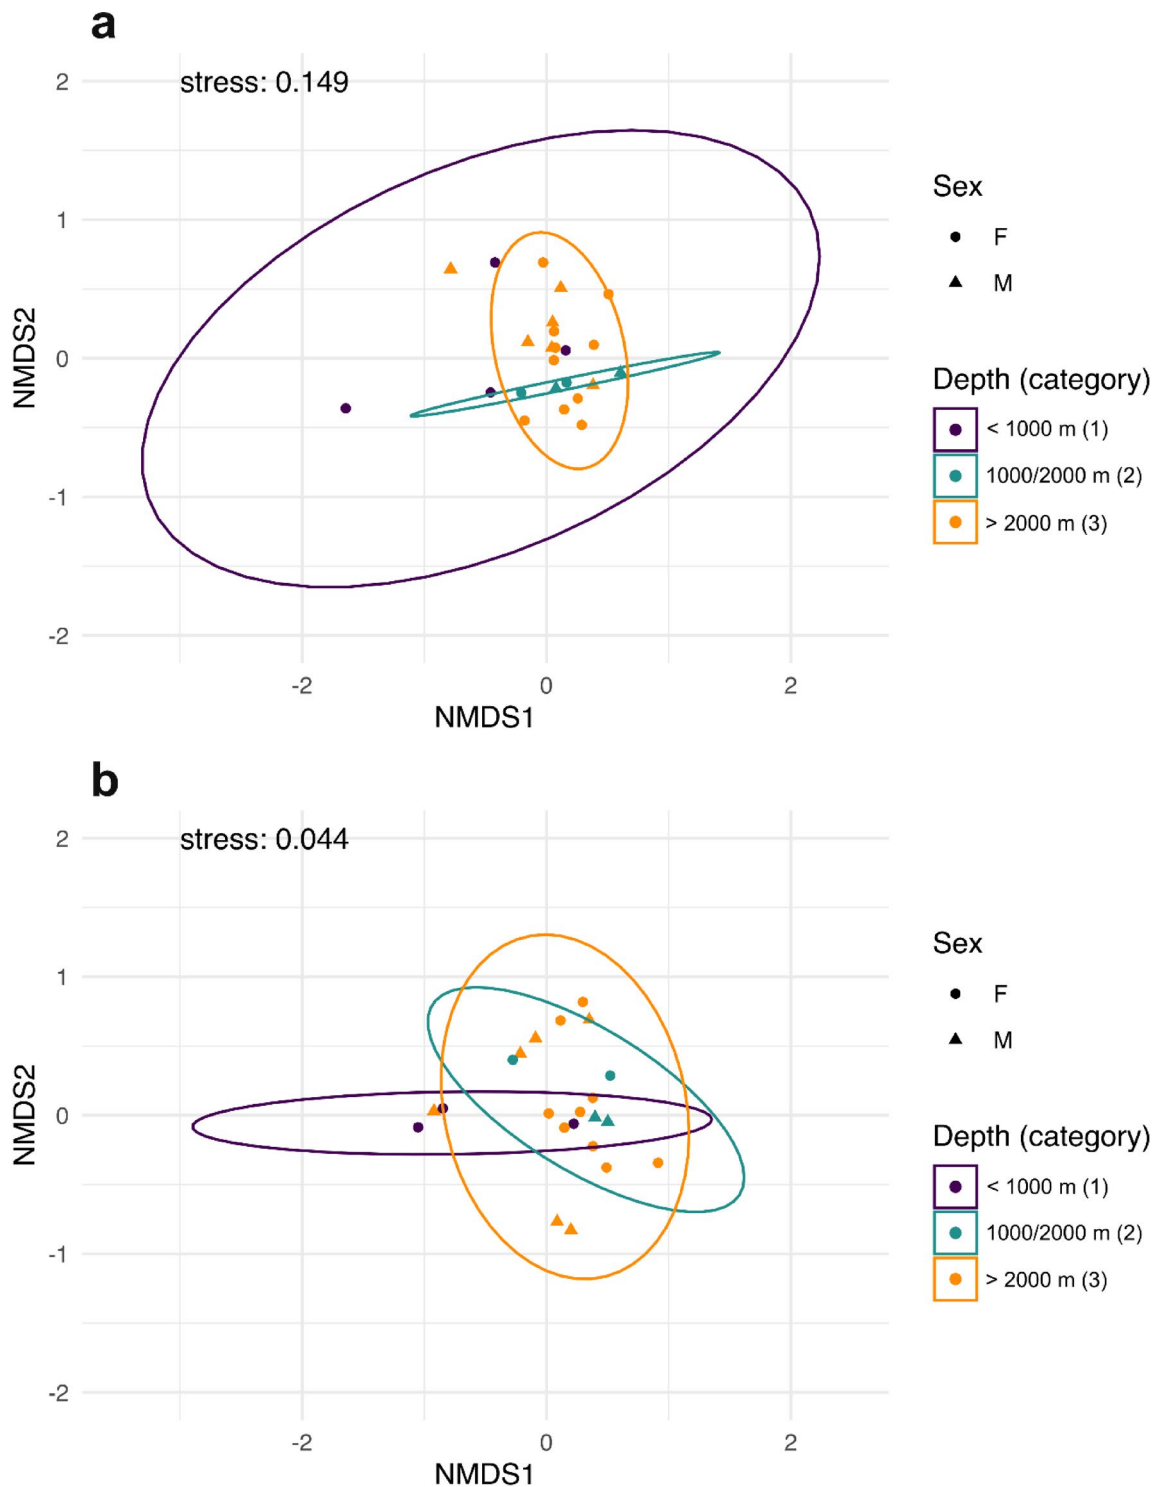 a
stress: 0.149
2
1
0
-1
-2
NMDS2
-2 0 2
NMDS1
Sex
F
M
Depth (category)
< 1000 m (1)
1000/2000 m (2)
> 2000 m (3)
b
stress: 0.044
2
1
0
-1
-2
NMDS2
-2 0 2
NMDS1
Sex
F
M
Depth (category)
< 1000 m (1)
1000/2000 m (2)
> 2000 m (3)